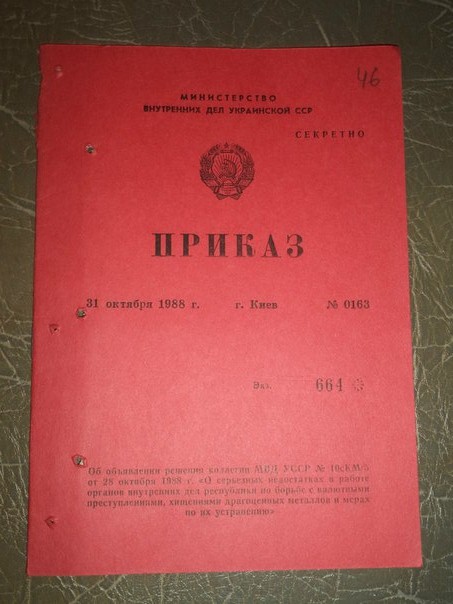 46
МИНИСТЕРСТВО
ВНУТРЕННИХ ДЕЛ УКРАИНСКОЙ ССР
СЕКРЕТНО
ПРИКАЗ
31 октября 1988 г. г. Киев № 0163
Экз. 664
Об объявлении решения коллегии МВД УССР №
от 28 октября 1988 г. «О серьезных недостатках в работе
органов внутренних дел республики по борьбе с валютными
преступлениями, хищениями драгоценных металлов и мерах
по их устранению»